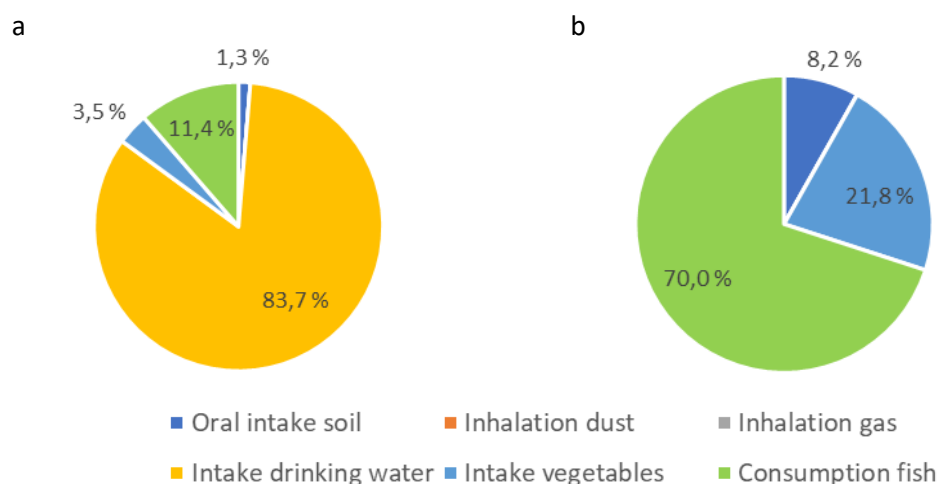 a
b
1,3 %
3,5 %
11,4 %
83,7 %
8,2 %
21,8 %
70,0 %
Oral intake soil
Inhalation dust
Inhalation gas
Intake drinking water
Intake vegetables
Consumption fish